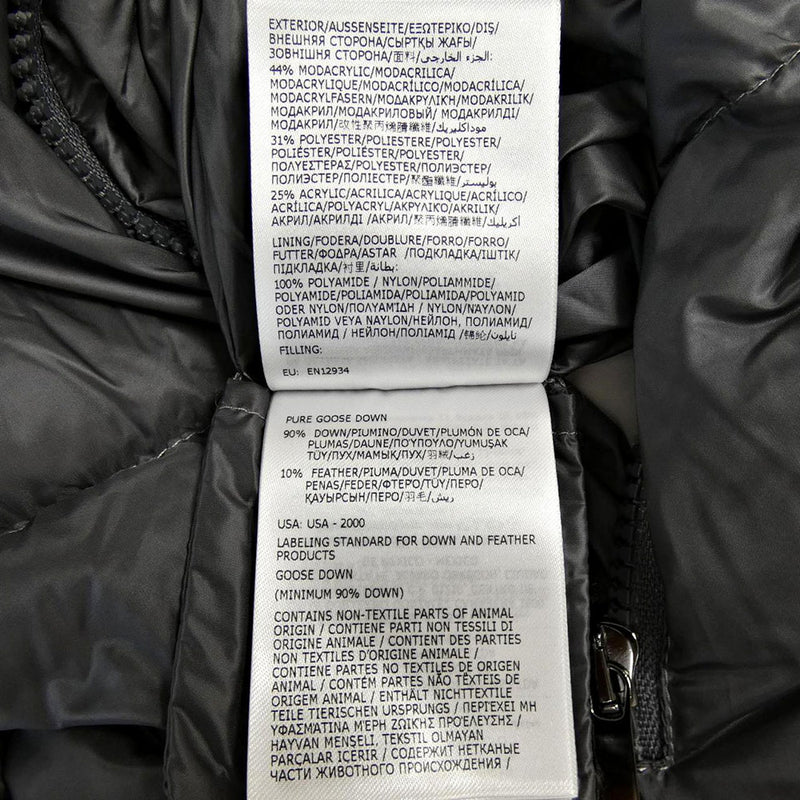 EXTERIOR/AUSSENSEITE/ΕΞΩΤΕΡΙΚΟ/DIŞ/
ВНЕШНЯЯ СТОРОНА/СЫРТҚЫ ЖАҒЫ/
ЗОВНІШНЯ СТОРОНА/面料/الجزء الخارجي:
44% MODACRYLIC/MODACRILICA/
MODACRYLIQUE/MODACRÍLICO/MODACRÍLICA/
MODACRYLFASERN/ΜΟΔΑΚΡΥΛΙΚΗ/MODAKRILIK/
МОДАКРИЛ/МОДАКРИЛОВЫЙ/ МОДАКРИЛДІ/
МОДАКРИЛ/改性聚丙烯腈纖維/موداكليريك
31% POLYESTER/POLIESTERE/POLYESTER/
POLIÉSTER/POLIÉSTER/POLYESTER/
ΠΟΛΥΕΣΤΕΡΑΣ/POLYESTER/ПОЛИЭСТЕР/
ПОЛИЭСТЕР/ПОЛІЕСТЕР/聚酯纖維/بوليستر
25% ACRYLIC/ACRILICA/ACRYLIQUE/ACRÍLICO/
ACRÍLICA/POLYACRYL/ΑΚΡΥΛΙΚΟ/AKRILIK/
АКРИЛ/АКРИЛДІ/АКРИЛ/聚丙烯腈纖維/أكريليك
LINING/FODERA/DOUBLURE/FORRO/FORRO/
FUTTER/ΦΟΔΡΑ/ASTAR /ПОДКЛАДКА/ІШТІК/
ПІДКЛАДКА/衬里/بطانة:
100% POLYAMIDE / NYLON/POLIAMMIDE/
POLYAMIDE/POLIAMIDA/POLIAMIDA/POLYAMID
ODER NYLON/ΠΟΛΥΑΜΙΔΗ / NYLON/ΝΑΥΛΟΝ/
POLYAMID VEYA NAYLON/НЕЙЛОН, ПОЛИАМИД/
ПОЛИАМИД / НЕЙЛОН/ПОЛІАМІД /錦綸/نايلون
FILLING:
EU: EN12934
PURE GOOSE DOWN
90% DOWN/PIUMINO/DUVET/PLUMÓN DE OCA/
PLUMAS/DAUNE/ΠΟΥΠΟΥΛΟ/YUMUŞAK
TÜY/ПУХ/МАМЫҚ/ПУХ/羽絨/زغب
10% FEATHER/PIUMA/DUVET/PLUMA DE OCA/
PENAS/FEDER/ΦΤΕΡΟ/TÜY/ПЕРО/
ҚАУЫРСЫН/ПЕРО/羽毛/ريش
USA: USA - 2000
LABELING STANDARD FOR DOWN AND FEATHER
PRODUCTS
GOOSE DOWN
(MINIMUM 90% DOWN)
CONTAINS NON-TEXTILE PARTS OF ANIMAL
ORIGIN / CONTIENE PARTI NON TESSILI DI
ORIGINE ANIMALE / CONTIENT DES PARTIES
NON TEXTILES D'ORIGINE ANIMALE /
CONTIENE PARTES NO TEXTILES DE ORIGEN
ANIMAL / CONTÉM PARTES NÃO TÊXTEIS DE
ORIGEM ANIMAL / ENTHÄLT NICHTTEXTILE
TEILE TIERISCHEN URSPRUNGS / ΠΕΡΙΕΧΕΙ ΜΗ
ΥΦΑΣΜΑΤΙΝΑ ΜΕΡΗ ΖΩΙΚΗΣ ΠΡΟΕΛΕΥΣΗΣ /
HAYVAN MENŞELİ, TEKSTİL OLMAYAN
PARÇALAR İÇERİR / СОДЕРЖИТ НЕТКАНЫЕ
ЧАСТИ ЖИВОТНОГО ПРОИСХОЖДЕНИЯ /